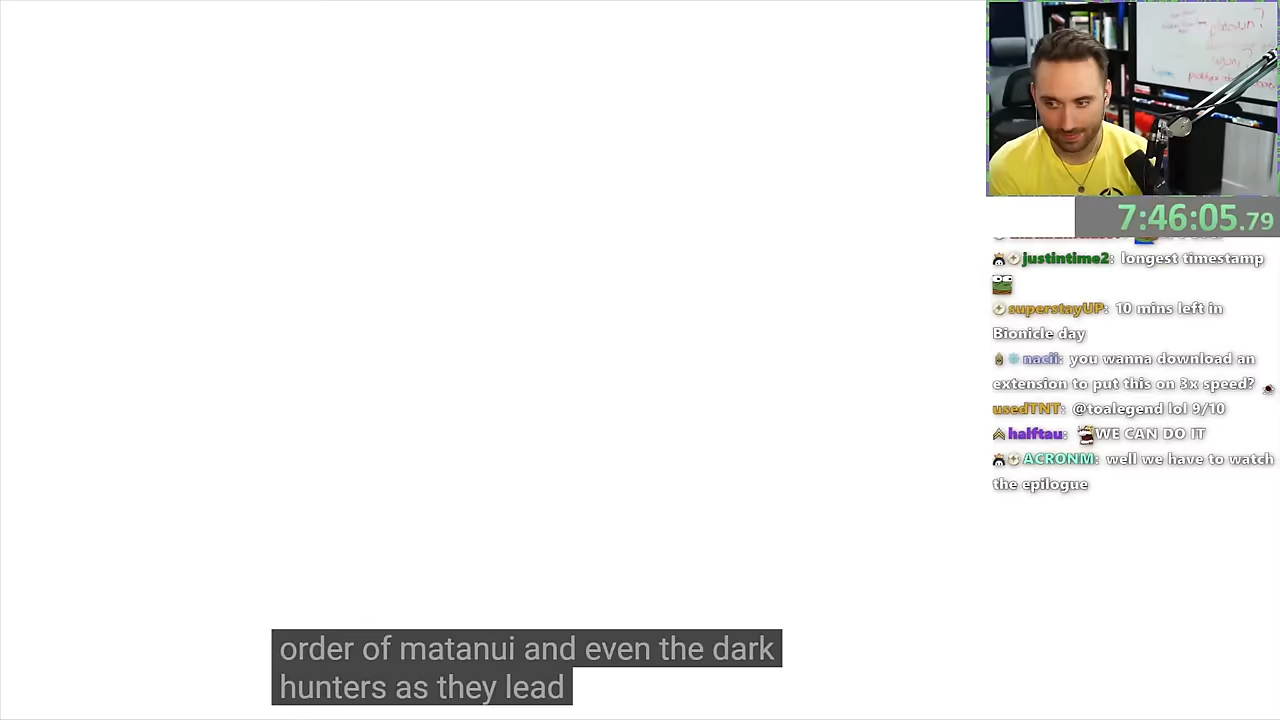 7:46:05.79
justintime2: longest timestamp
superstayUP: 10 mins left in
Bionicle day
nacii: you wanna download an
extension to put this on 3x speed?
usedTNT: @toalegend lol 9/10
halftau: WE CAN DO IT
ACRONM: well we have to watch
the epilogue
order of matanui and even the dark
hunters as they lead